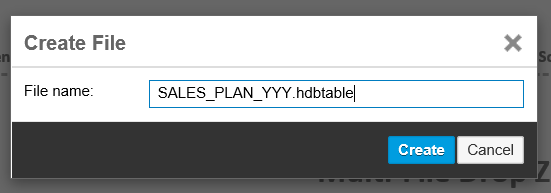 Create File
File name:
SALES_PLAN_YYY.hdbtable
Create
Cancel